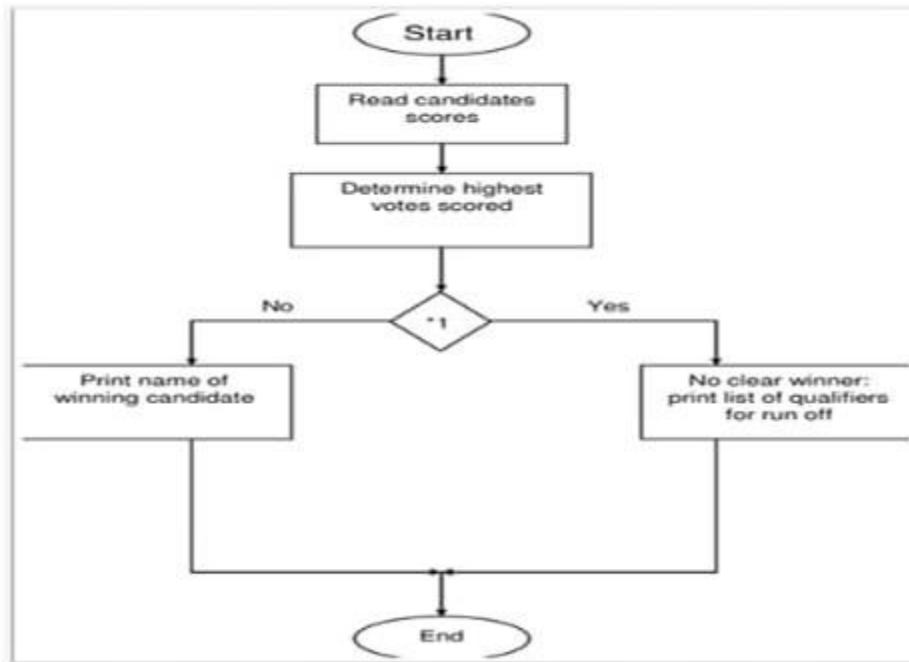 Start
Read candidates
scores
Determine highest
votes scored
No
*1
Yes
Print name of
winning candidate
No clear winner:
print list of qualifiers
for run off
End